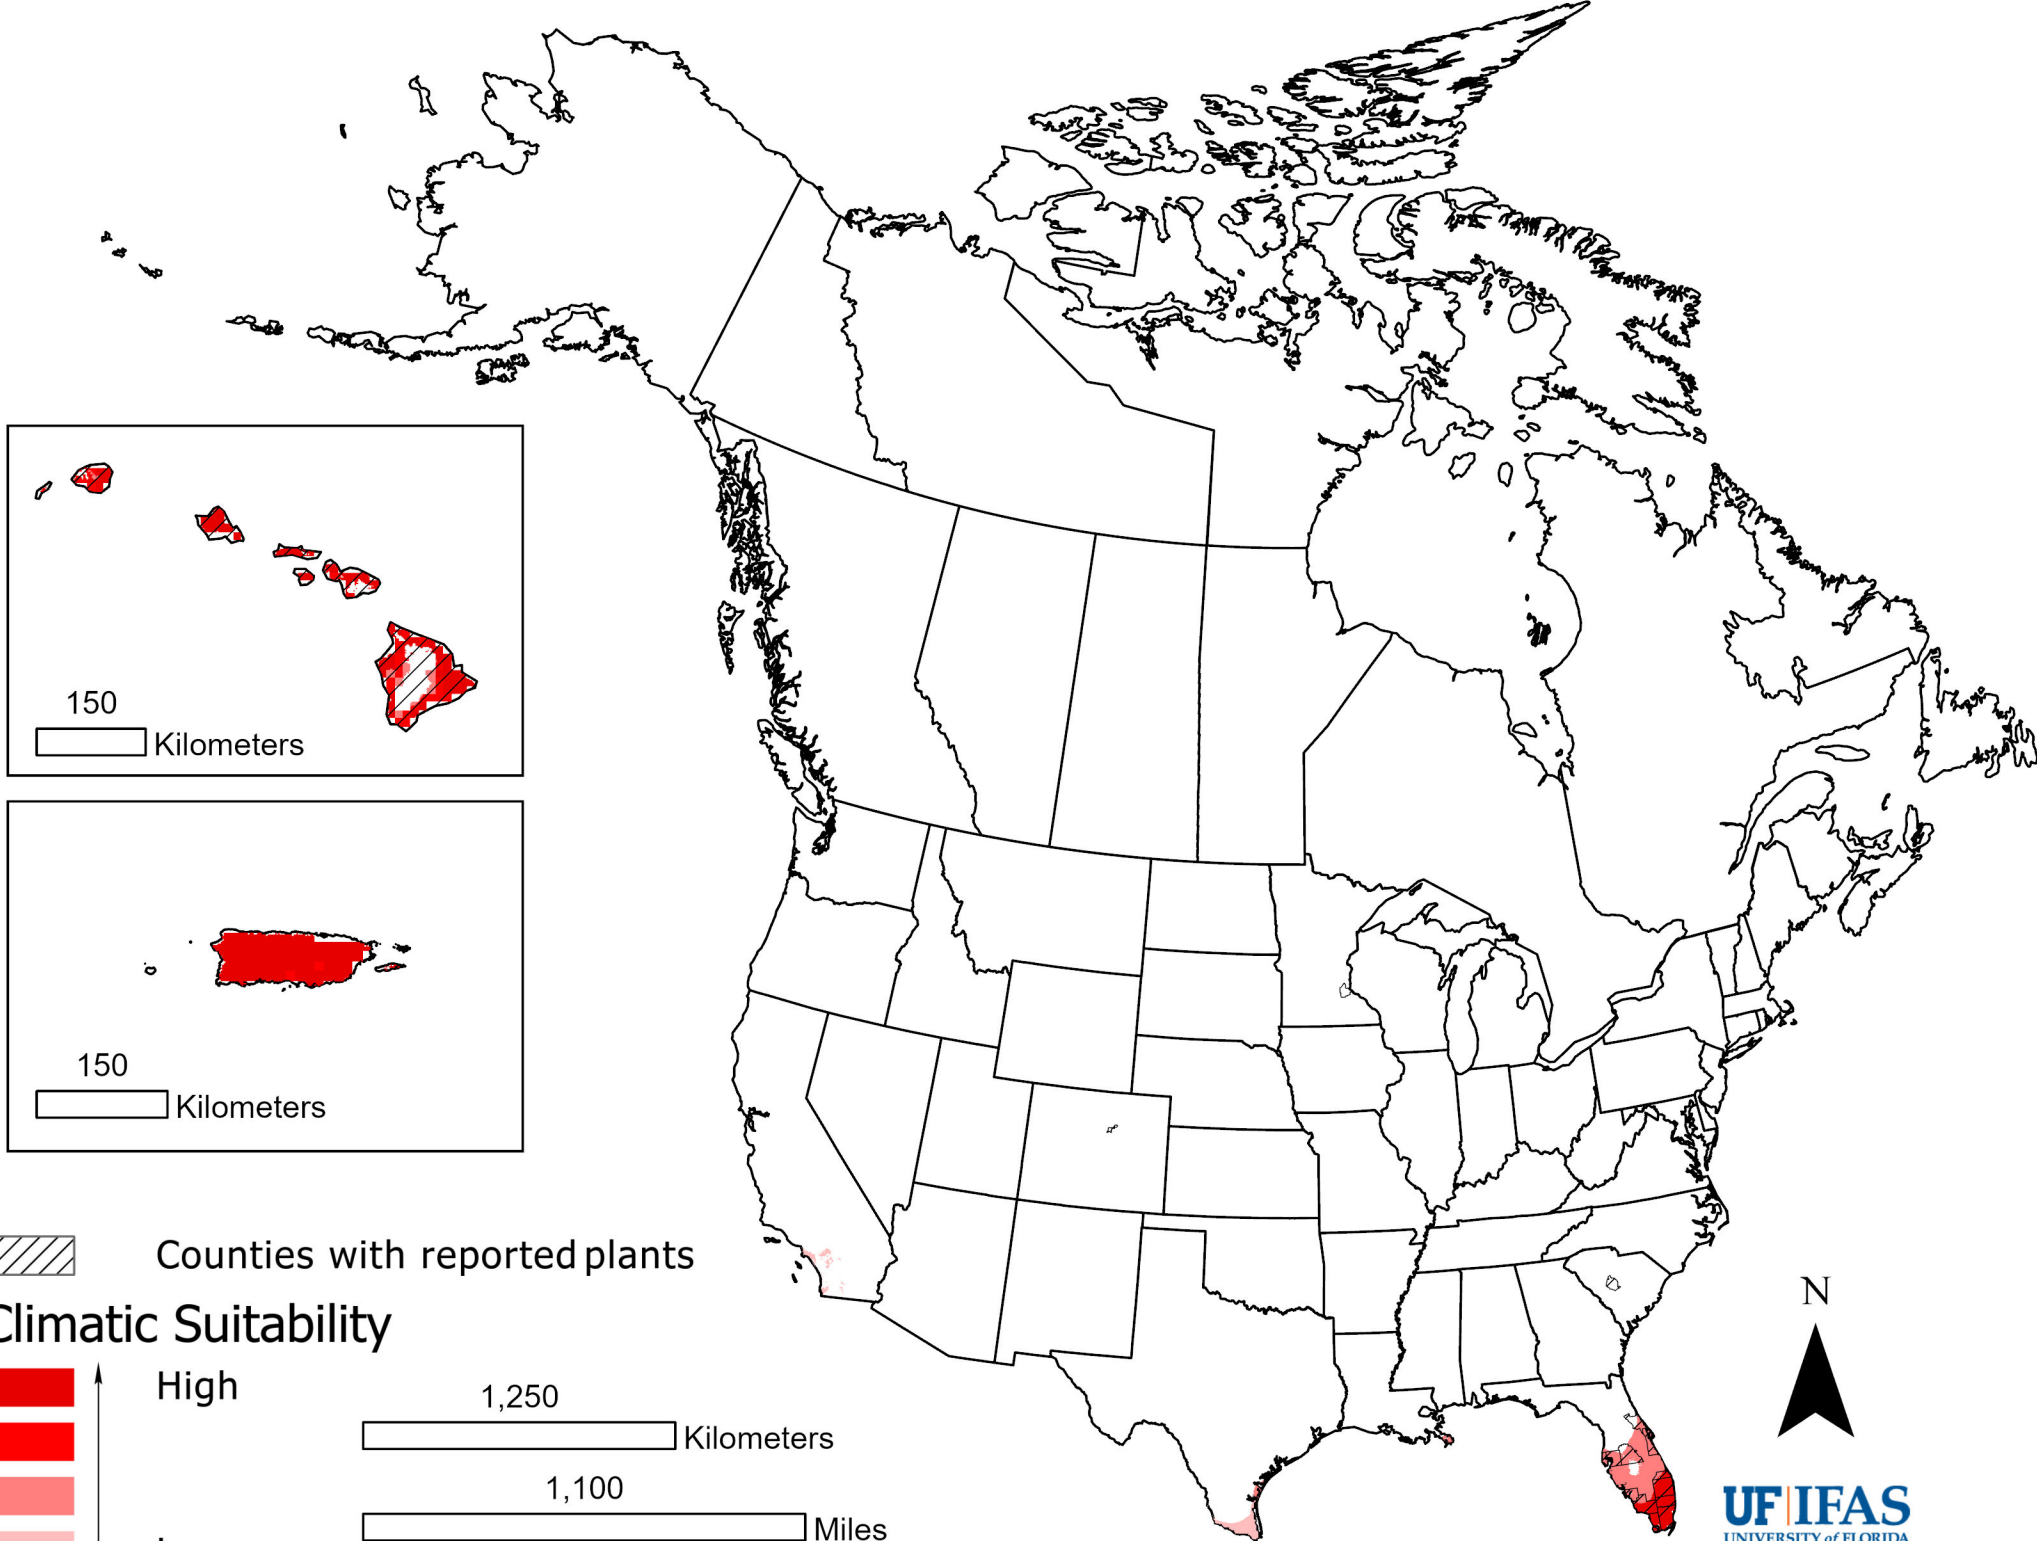 150
Kilometers
150
Kilometers
Counties with reported plants
Climatic Suitability
High
1,250
Kilometers
1,100
Miles
N
UF|IFAS
UNIVERSITY of FLORIDA